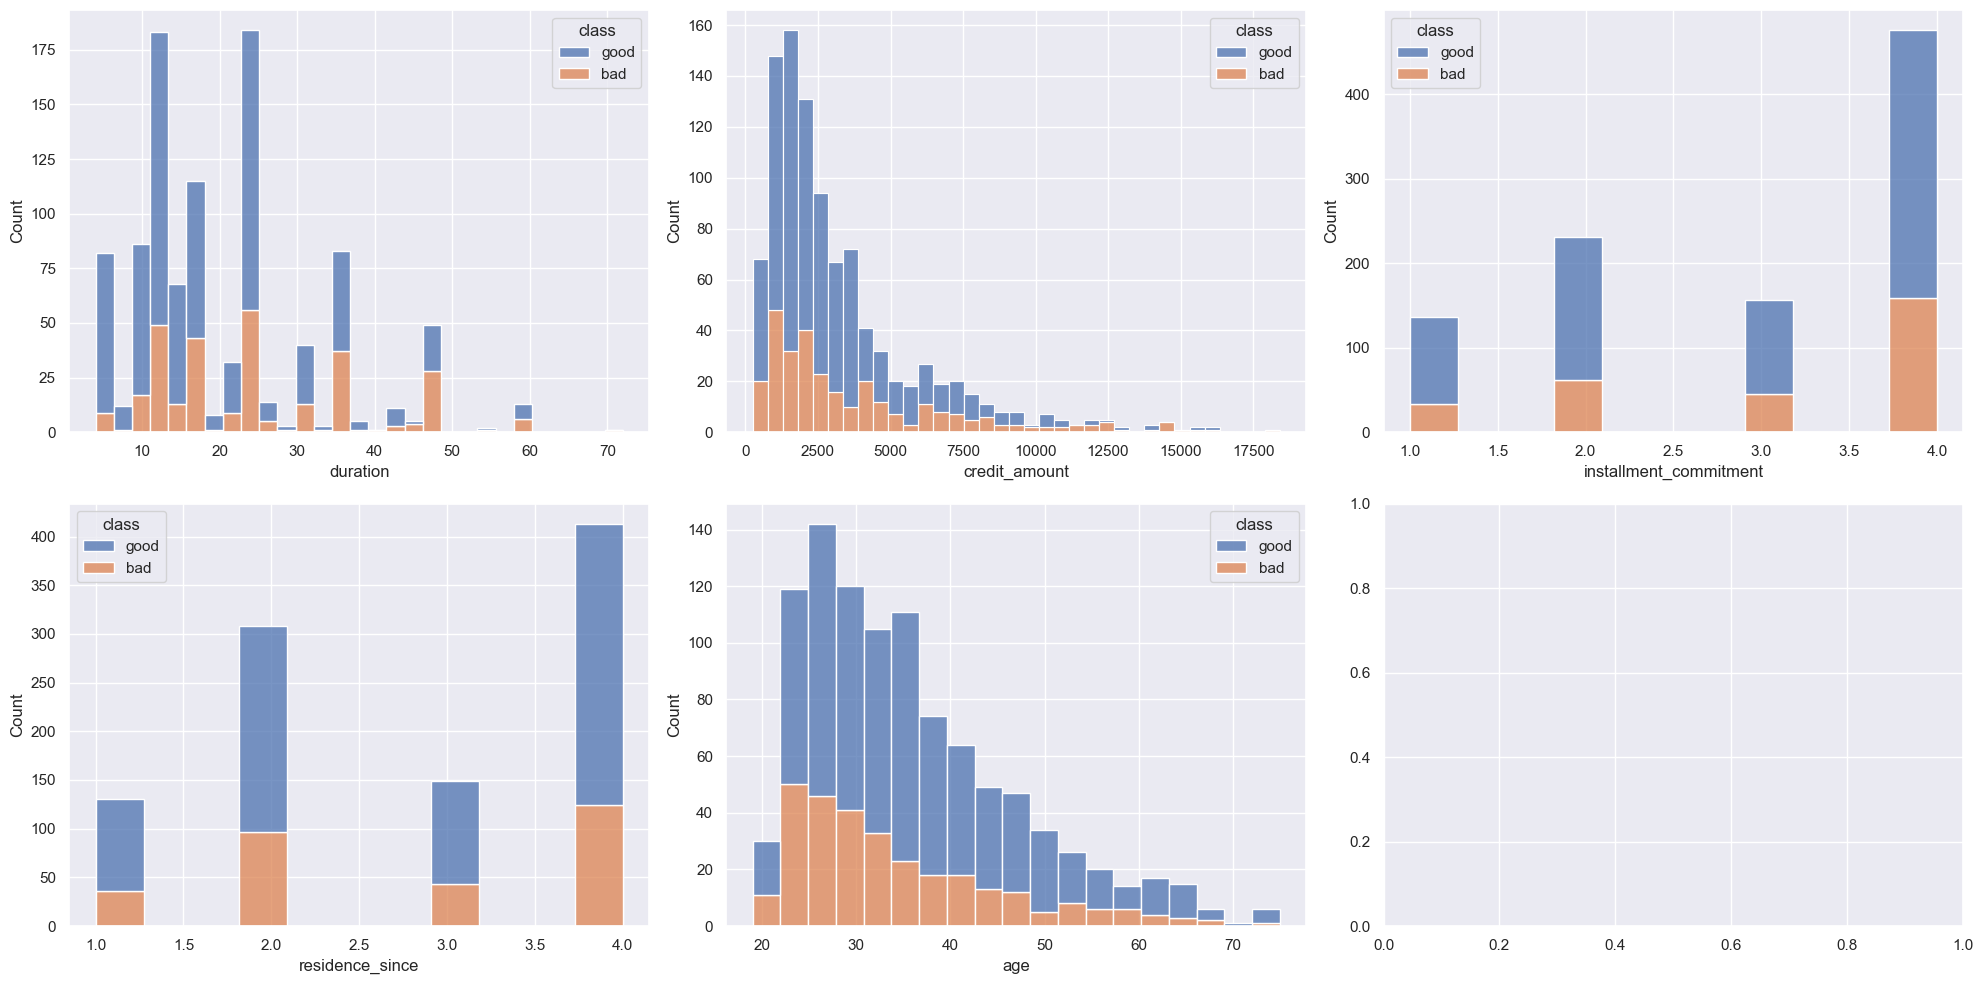 class
good
bad
Count
175
150
125
100
75
50
25
0
10 20 30 40 50 60 70
duration
class
good
bad
Count
160
140
120
100
80
60
40
20
0
0 2500 5000 7500 10000 12500 15000 17500
credit_amount
class
good
bad
Count
400
300
200
100
0
1.0 1.5 2.0 2.5 3.0 3.5 4.0
installment_commitment
class
good
bad
Count
400
350
300
250
200
150
100
50
0
1.0 1.5 2.0 2.5 3.0 3.5 4.0
residence_since
class
good
bad
Count
140
120
100
80
60
40
20
0
20 30 40 50 60 70
age
1.0
0.8
0.6
0.4
0.2
0.0
0.0 0.2 0.4 0.6 0.8 1.0